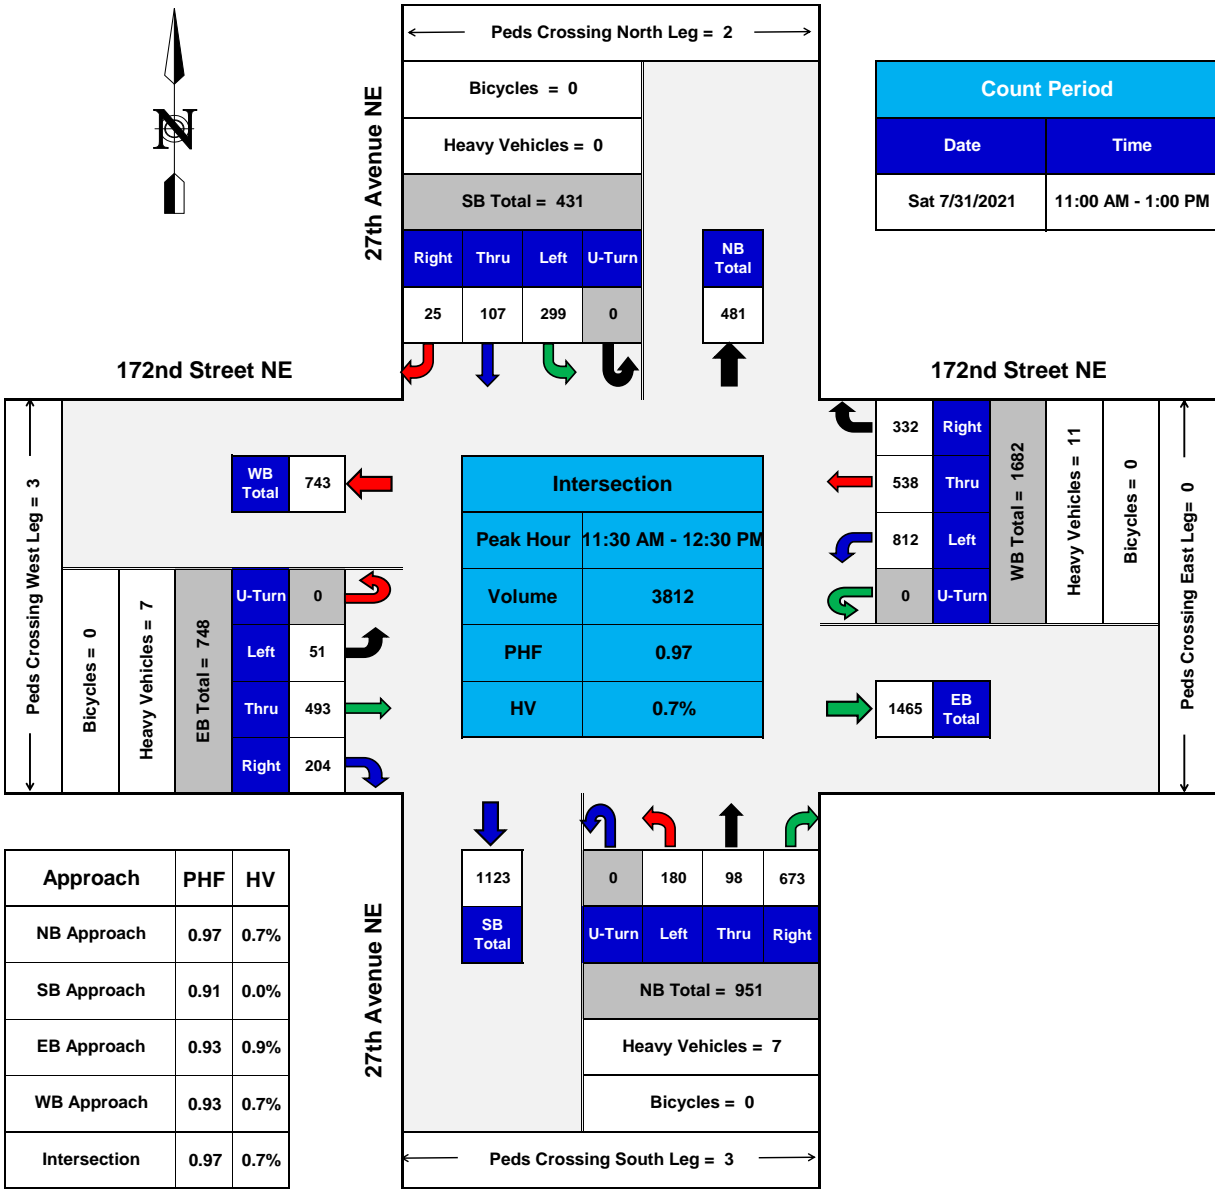 Peds Crossing North Leg = 2
N
27th Avenue NE
Bicycles = 0
Heavy Vehicles = 0
SB Total = 431
Right Thru Left U-Turn
25 107 299 0
NB Total
481
Count Period
Date Time
Sat 7/31/2021 11:00 AM - 1:00 PM
172nd Street NE
172nd Street NE
Peds Crossing West Leg = 3
WB Total
743
Bicycles = 0
Heavy Vehicles = 7
EB Total = 748
U-Turn 0
Left 51
Thru 493
Right 204
Intersection
Peak Hour 11:30 AM - 12:30 PM
Volume 3812
PHF 0.97
HV 0.7%
332 Right
538 Thru
812 Left
0 U-Turn
WB Total = 1682
Heavy Vehicles = 11
Bicycles = 0
Peds Crossing East Leg= 0
1465
EB Total
Approach PHF HV
NB Approach 0.97 0.7%
SB Approach 0.91 0.0%
EB Approach 0.93 0.9%
WB Approach 0.93 0.7%
Intersection 0.97 0.7%
27th Avenue NE
1123
SB Total
0 180 98 673
U-Turn Left Thru Right
NB Total = 951
Heavy Vehicles = 7
Bicycles = 0
Peds Crossing South Leg = 3